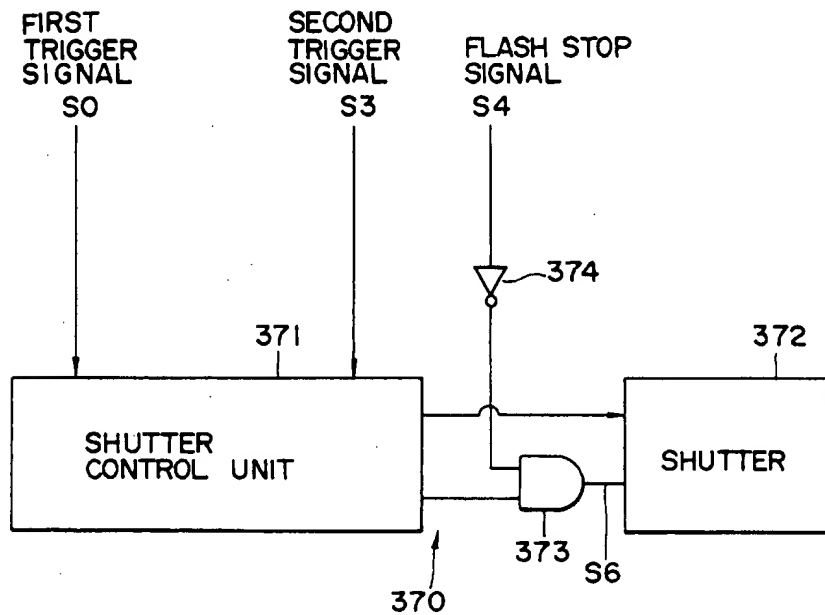 FIRST
TRIGGER
SIGNAL
S0
SECOND
TRIGGER
SIGNAL
S3
FLASH STOP
SIGNAL
S4
374
371
372
SHUTTER
CONTROL UNIT
SHUTTER
373
S6
370